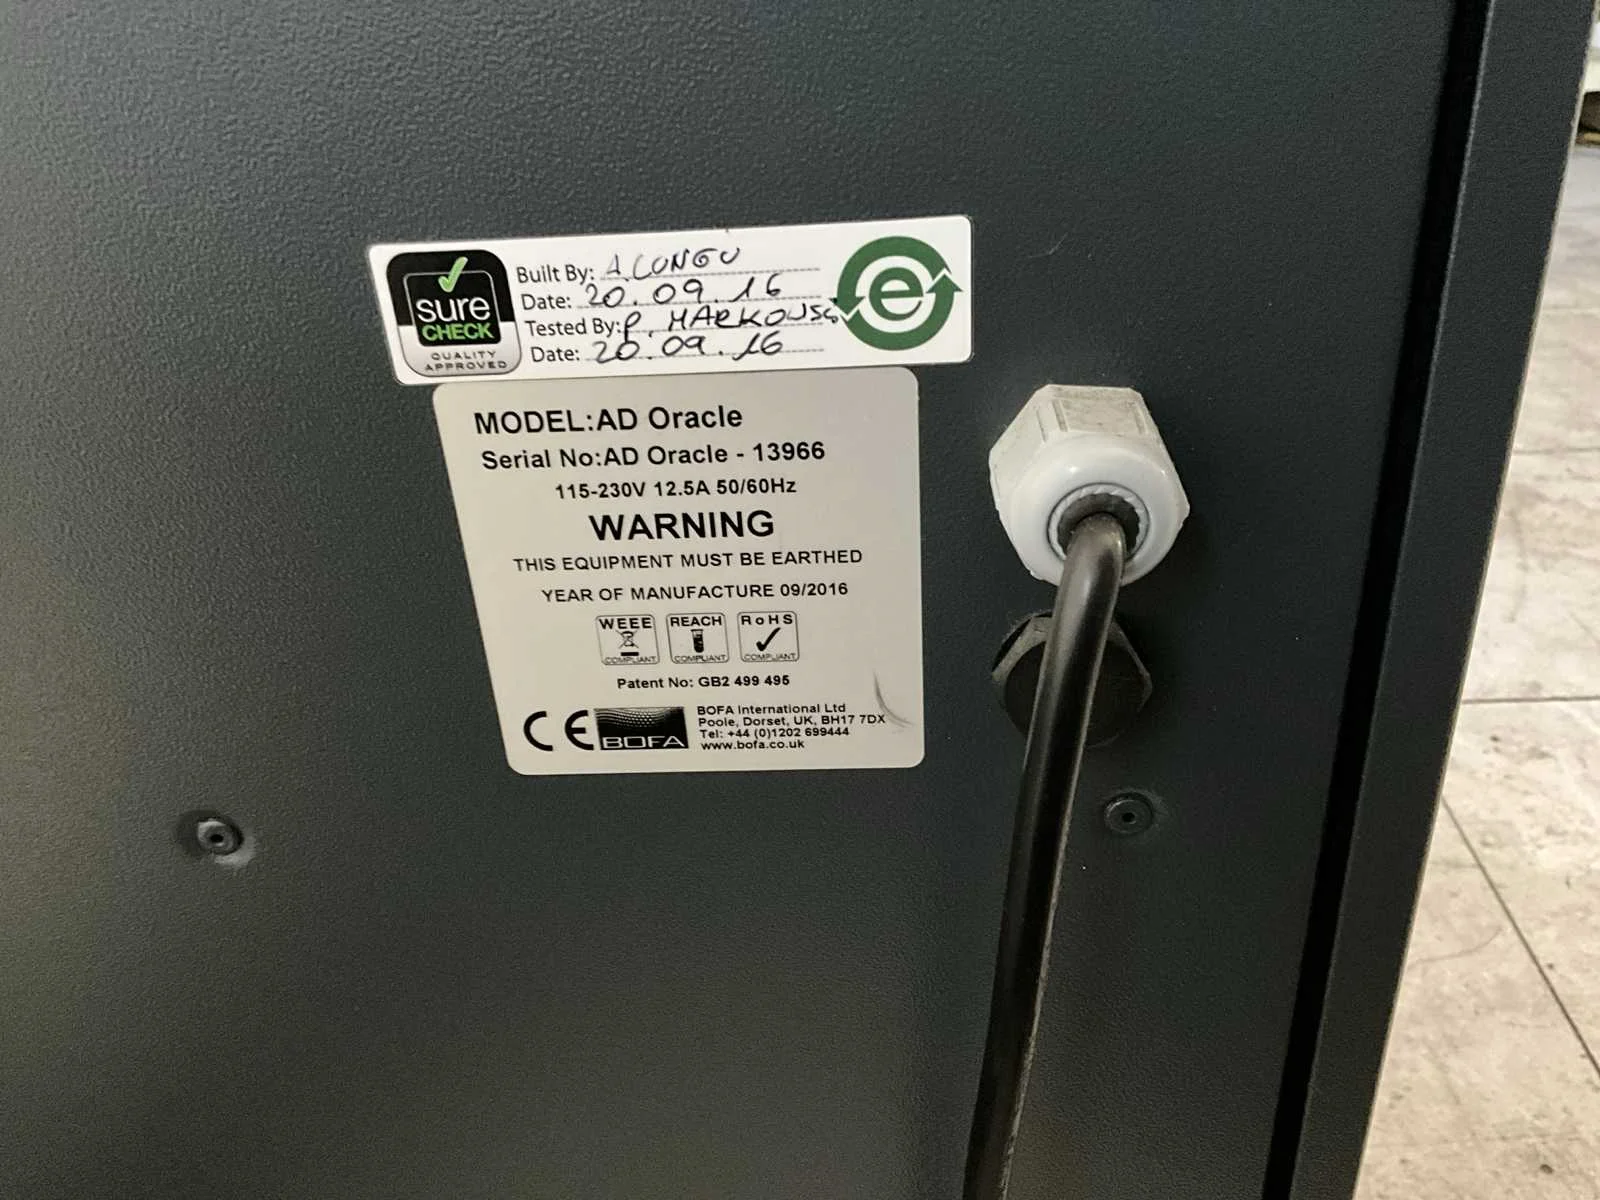 sure
CHECK
QUALITY
APPROVED
Built By: A. LUNGU
Date: 20.09.16
Tested By: P.
Date: 20.09.16
e
MODEL:AD Oracle
Serial No:AD Oracle - 13966
115-230V 12.5A 50/60Hz
WARNING
THIS EQUIPMENT MUST BE EARTHED
YEAR OF MANUFACTURE 09/2016
WEEE REACH RoHS
COMPLIANT COMPLIANT COMPLIANT
Patent No: GB2 499 495
CE BOFA
BOFA International Ltd
Poole, Dorset, UK, BH17 7DX
Tel: +44 (0)1202 699444
www.bofa.co.uk